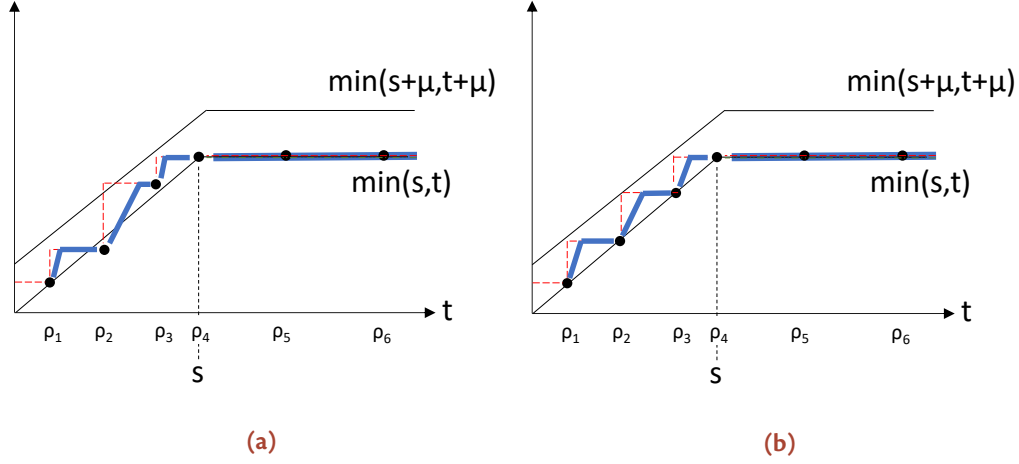 min(s+μ,t+μ)
min(s,t)
t
ρ1 ρ2 ρ3 ρ4 ρ5 ρ6
s
(a)
min(s+μ,t+μ)
min(s,t)
t
ρ1 ρ2 ρ3 ρ4 ρ5 ρ6
s
(b)